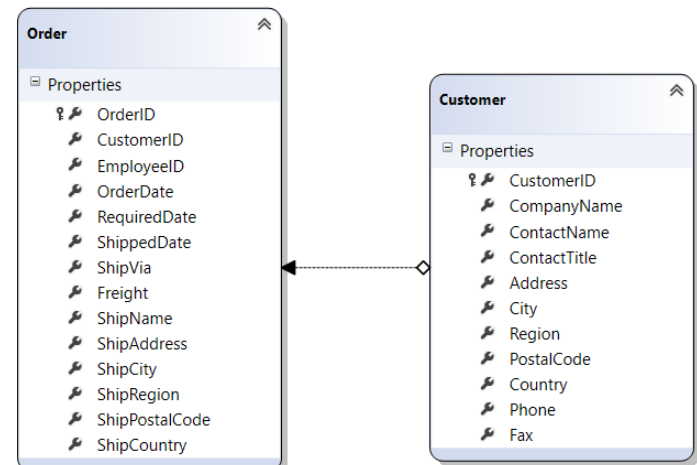 Order
Properties
OrderID
CustomerID
EmployeeID
OrderDate
RequiredDate
ShippedDate
ShipVia
Freight
ShipName
ShipAddress
ShipCity
ShipRegion
ShipPostalCode
ShipCountry
Customer
Properties
CustomerID
CompanyName
ContactName
ContactTitle
Address
City
Region
PostalCode
Country
Phone
Fax